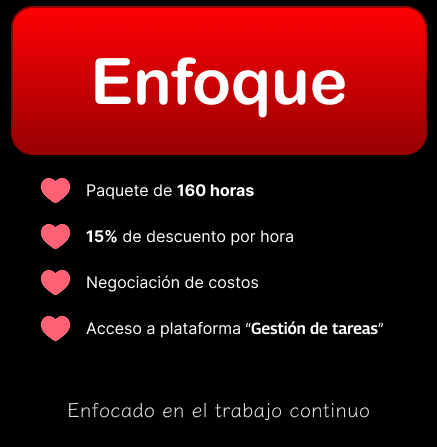 Enfoque
Paquete de 160 horas
15% de descuento por hora
Negociación de costos
Acceso a plataforma “Gestión de tareas”
Enfocado en el trabajo continuo